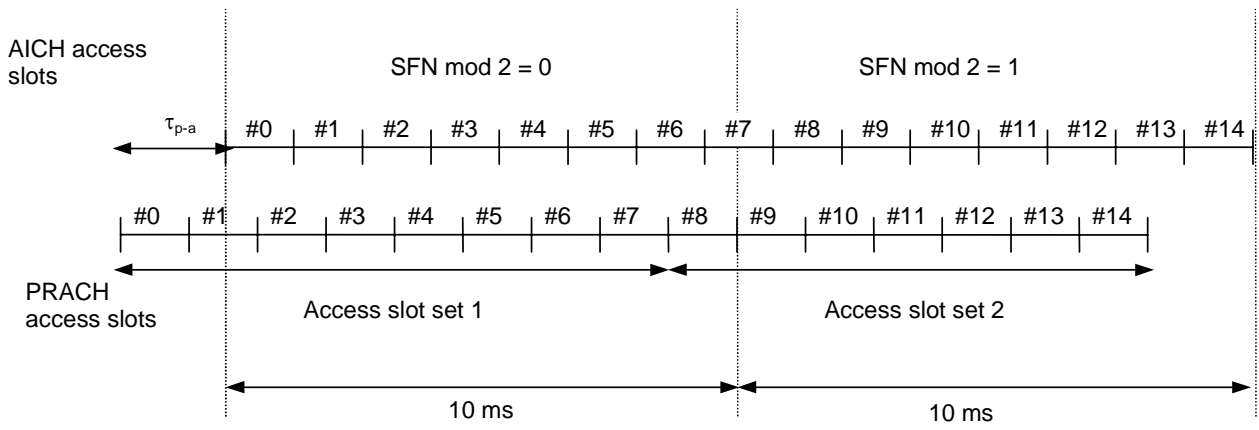 AICH access
slots
SFN mod 2 = 0
SFN mod 2 = 1
τp-a
#0 #1 #2 #3 #4 #5 #6 #7 #8 #9 #10 #11 #12 #13 #14
#0 #1 #2 #3 #4 #5 #6 #7 #8 #9 #10 #11 #12 #13 #14
PRACH
access slots
Access slot set 1
Access slot set 2
10 ms
10 ms